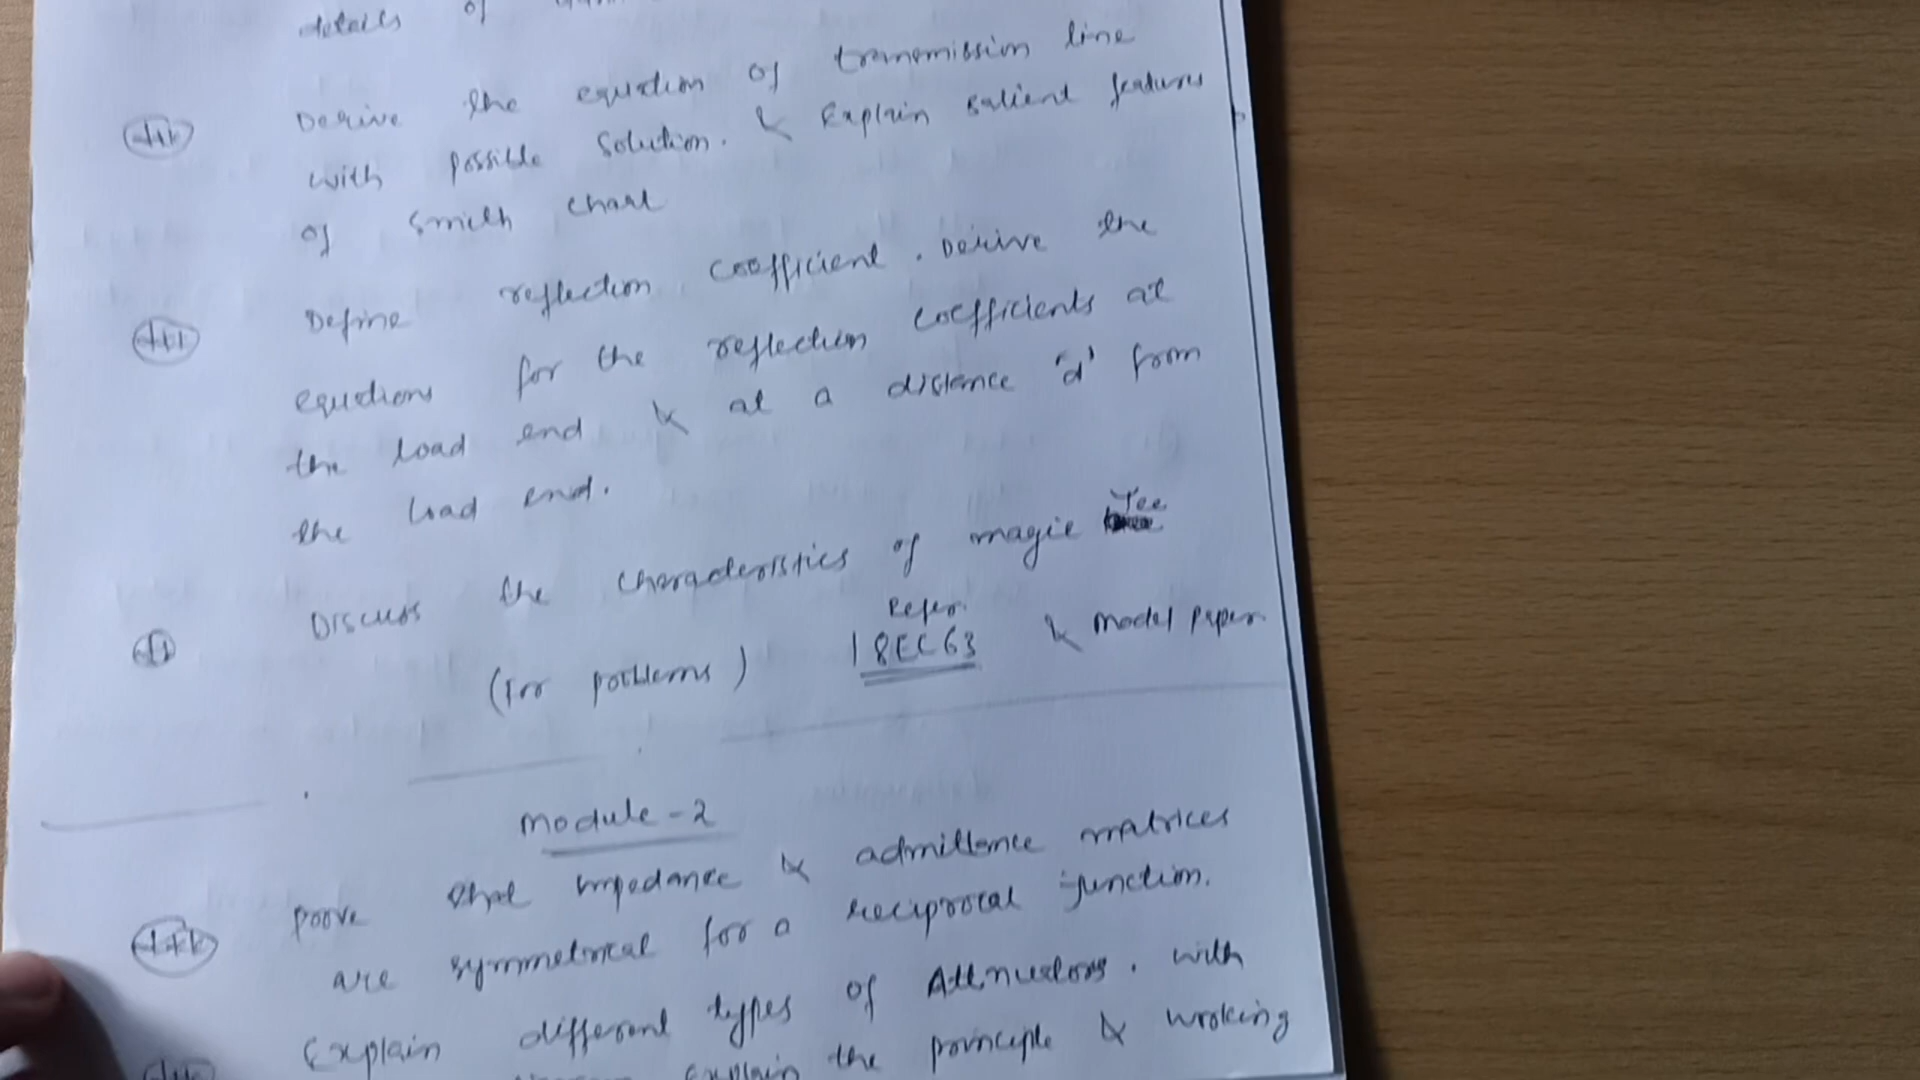 details of
Derive the equation of transmission line
with possible solution. & Explain salient features
of smith chart
Define reflection coefficient. Derive the
equations for the reflection coefficients at
the load end & at a distance 'd' from
the load end.
Discuss the characteristics of magic Tee
Refer
(For problems) 18EC63 & model paper
Module-2
prove that impedance & admittance matrices
are symmetrical for a reciprocal junction.
Explain different types of Attenuators. with
explain the principle & working